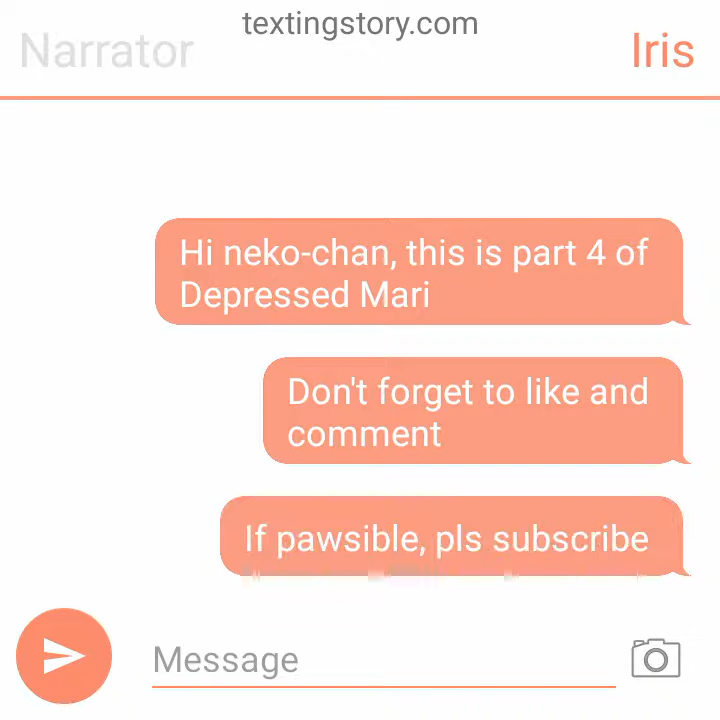 textingstory.com
Narrator
Iris
Hi neko-chan, this is part 4 of
Depressed Mari
Don't forget to like and
comment
If pawsible, pls subscribe
Message